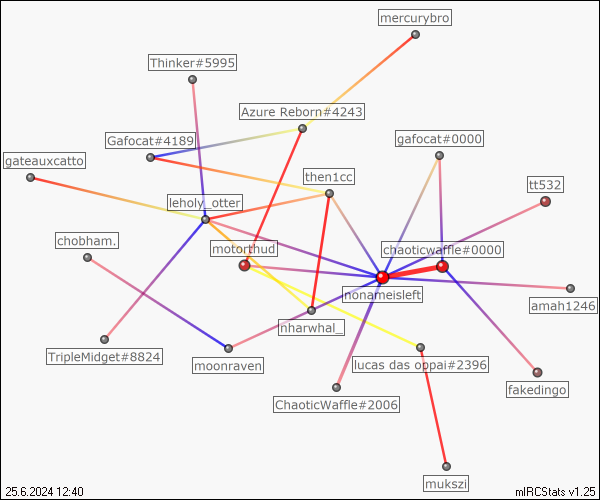 mercurybro
Thinker#5995
Azure Reborn#4243
Gafocat#4189
gafocat#0000
gateauxcatto
then1cc
tt532
leholy_otter
chobham.
motorthud
chaoticwaffle#0000
nonameisleft
amah1246
nharwhal_
TripleMidget#8824
moonraven
lucas das oppai#2396
fakedingo
ChaoticWaffle#2006
mukszi
25.6.2024 12:40
mIRCStats v1.25